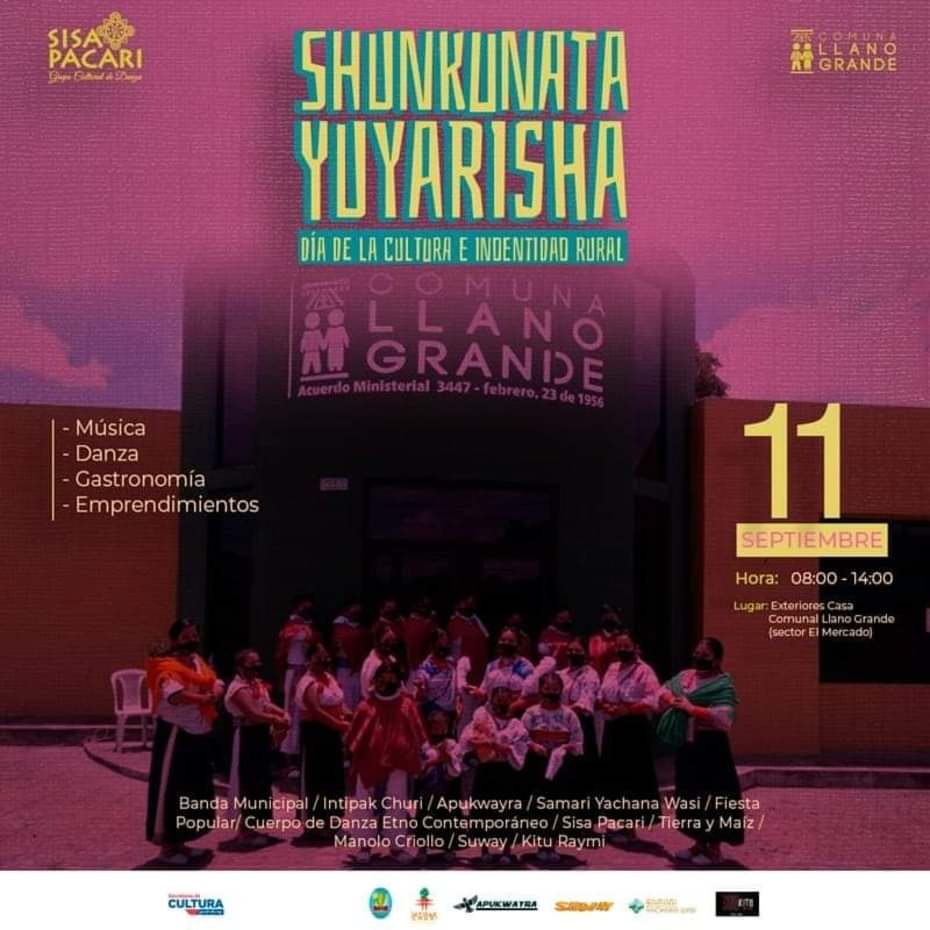 SISA
PACARI
Grupo Cultural de Danza
COMUNA
LLANO
GRANDE
SHUNKUNATA
YUYARISHA
DÍA DE LA CULTURA E INDENTIDAD RURAL
COMUNA
LLANO
GRANDE
Acuerdo Ministerial 3447 - febrero, 23 de 1956
- Música
- Danza
- Gastronomía
- Emprendimientos
11
SEPTIEMBRE
Hora: 08:00 - 14:00
Lugar: Exteriores Casa
Comunal Llano Grande
(sector El Mercado)
Banda Municipal / Intipak Churi / Apukwayra / Samari Yachana Wasi / Fiesta
Popular/ Cuerpo de Danza Etno Contemporáneo / Sisa Pacari / Tierra y Maíz /
Manolo Criollo / Suway / Kitu Raymi
CULTURA
APUKWAYRA
KITU